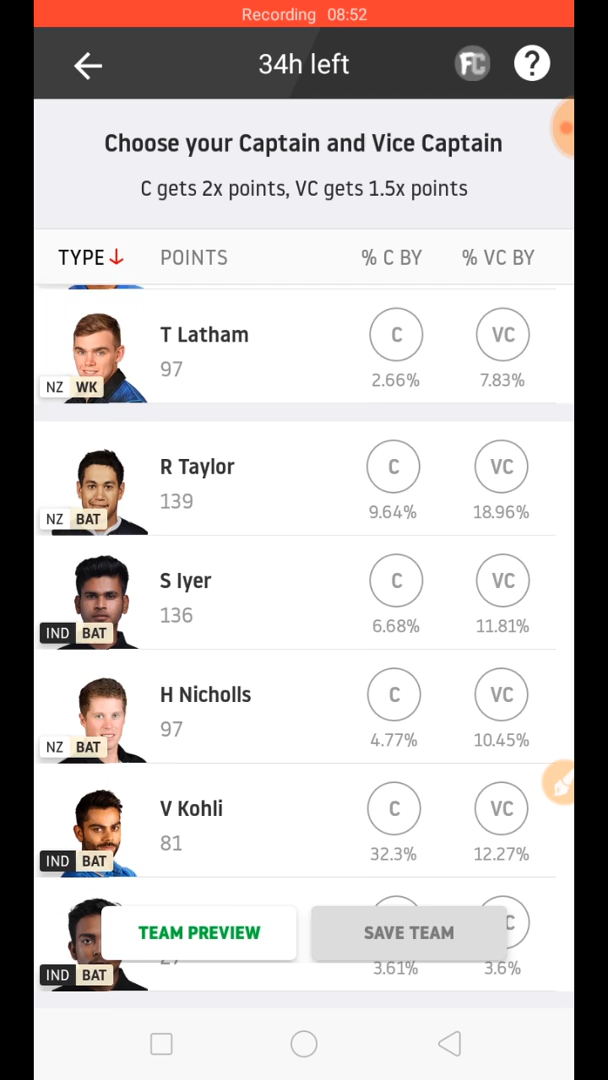 Recording 08:52
34h left
FC
?
Choose your Captain and Vice Captain
C gets 2x points, VC gets 1.5x points
TYPE POINTS % C BY % VC BY
T Latham
97
C VC
2.66% 7.83%
NZ WK
R Taylor
139
C VC
9.64% 18.96%
NZ BAT
S Iyer
136
C VC
6.68% 11.81%
IND BAT
H Nicholls
97
C VC
4.77% 10.45%
NZ BAT
V Kohli
81
C VC
32.3% 12.27%
IND BAT
TEAM PREVIEW
SAVE TEAM
C
3.61% 3.6%
IND BAT